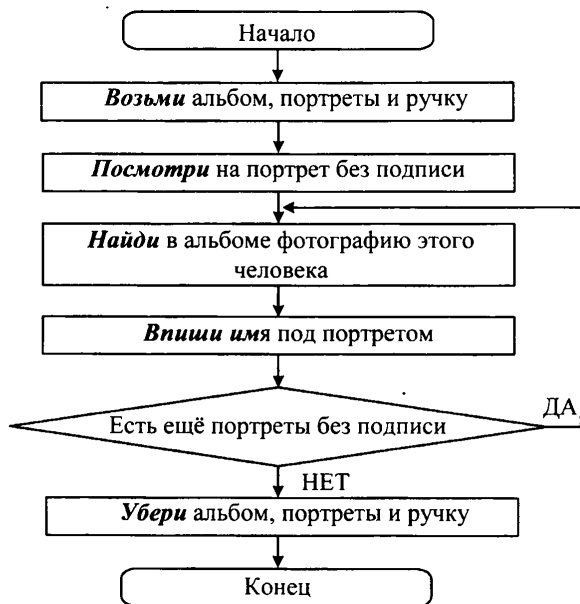 Начало
Возьми альбом, портреты и ручку
Посмотри на портрет без подписи
Найди в альбоме фотографию этого
человека
Впиши имя под портретом
Есть ещё портреты без подписи
ДА
НЕТ
Убери альбом, портреты и ручку
Конец